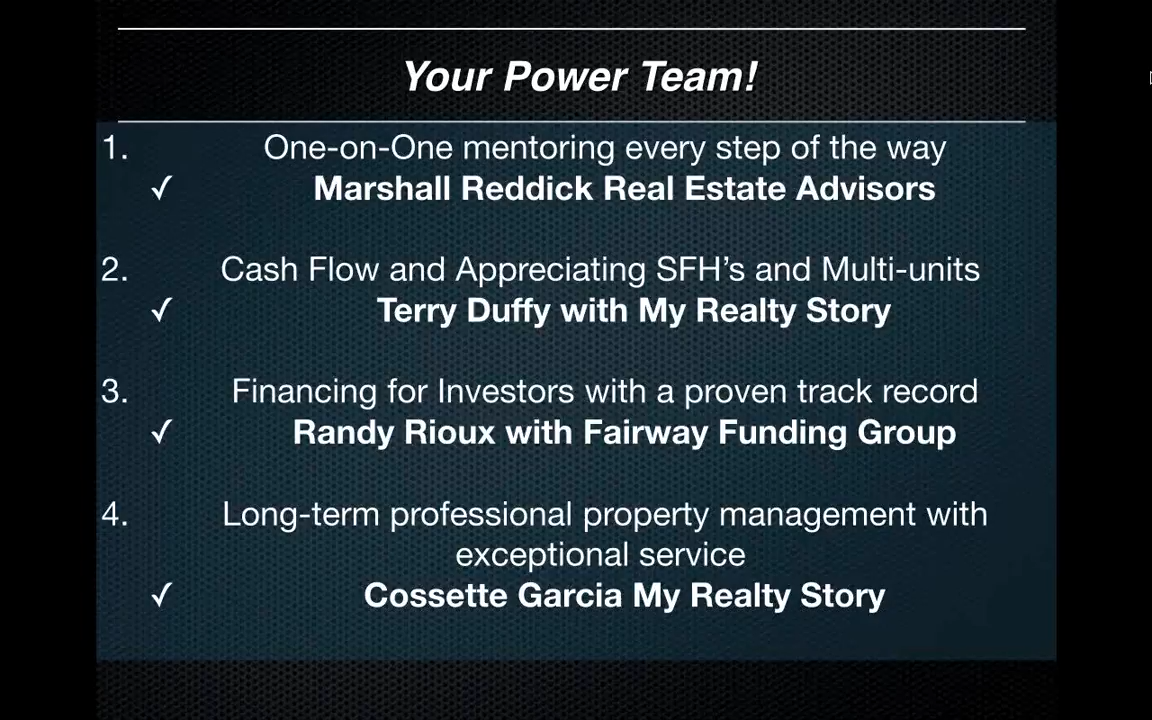 Your Power Team!
1. One-on-One mentoring every step of the way
✓ Marshall Reddick Real Estate Advisors
2. Cash Flow and Appreciating SFH’s and Multi-units
✓ Terry Duffy with My Realty Story
3. Financing for Investors with a proven track record
✓ Randy Rioux with Fairway Funding Group
4. Long-term professional property management with
exceptional service
✓ Cossette Garcia My Realty Story